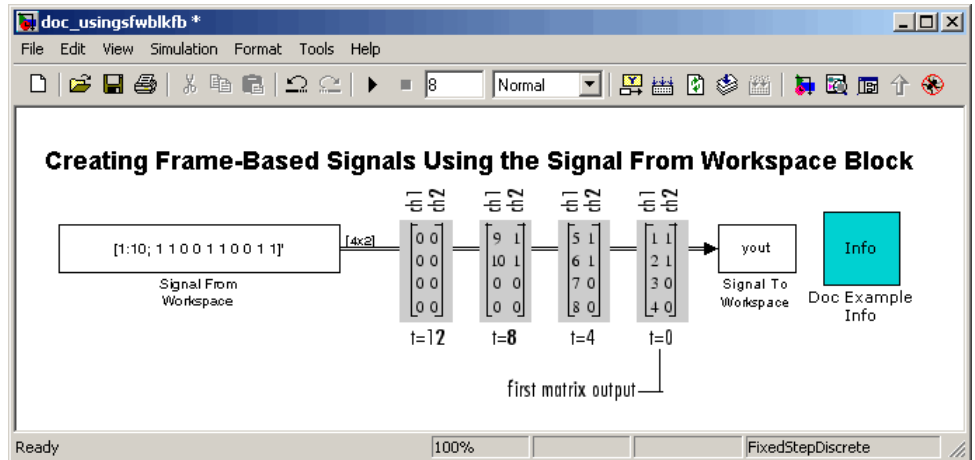 doc_usingsfwblkfb *
File Edit View Simulation Format Tools Help
8 Normal
Creating Frame-Based Signals Using the Signal From Workspace Block
ch1 ch2 ch1 ch2 ch1 ch2 ch1 ch2
[1:10; 1 1 0 0 1 1 0 0 1 1]'
[4x2]
0 0 9 1 5 1 1 1
0 0 10 1 6 1 2 1
0 0 0 0 7 0 3 0
0 0 0 0 8 0 4 0
yout
Info
Signal From
Workspace
Signal To
Workspace
Doc Example
Info
t=12 t=8 t=4 t=0
first matrix output
Ready 100% FixedStepDiscrete